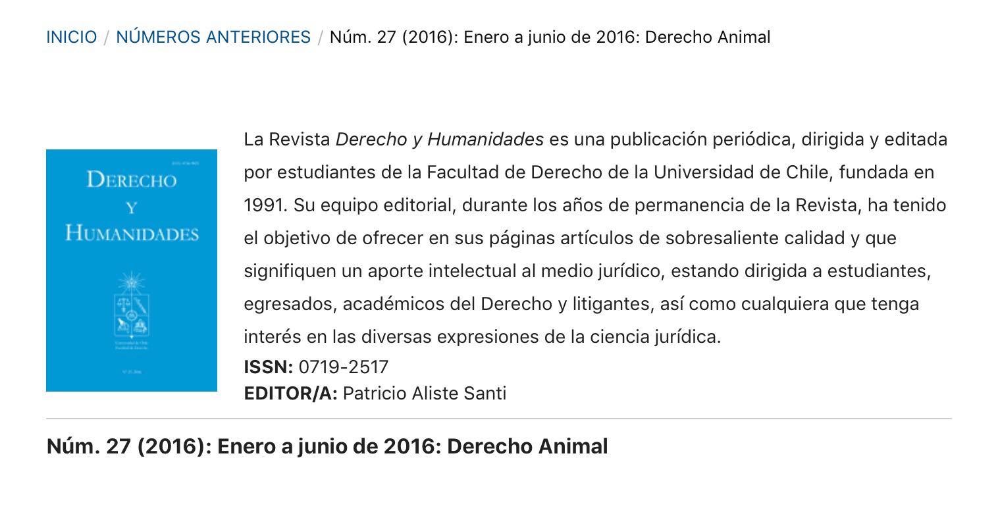 INICIO / NÚMEROS ANTERIORES / Núm. 27 (2016): Enero a junio de 2016: Derecho Animal
DERECHO
Y
HUMANIDADES
La Revista Derecho y Humanidades es una publicación periódica, dirigida y editada
por estudiantes de la Facultad de Derecho de la Universidad de Chile, fundada en
1991. Su equipo editorial, durante los años de permanencia de la Revista, ha tenido
el objetivo de ofrecer en sus páginas artículos de sobresaliente calidad y que
signifiquen un aporte intelectual al medio jurídico, estando dirigida a estudiantes,
egresados, académicos del Derecho y litigantes, así como cualquiera que tenga
interés en las diversas expresiones de la ciencia jurídica.
ISSN: 0719-2517
EDITOR/A: Patricio Aliste Santi
Núm. 27 (2016): Enero a junio de 2016: Derecho Animal